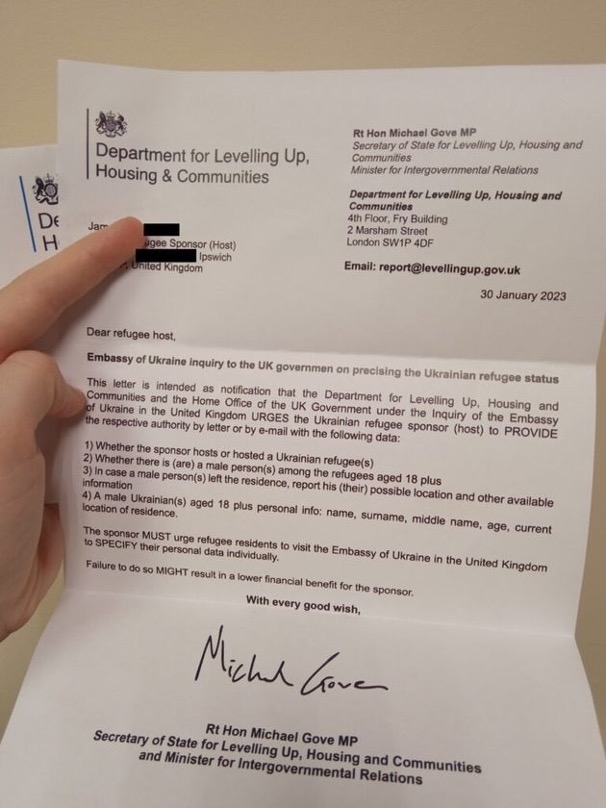 Department for Levelling Up,
Housing & Communities
Rt Hon Michael Gove MP
Secretary of State for Levelling Up, Housing and
Communities
Minister for Intergovernmental Relations
Department for Levelling Up, Housing and
Communities
4th Floor, Fry Building
2 Marsham Street
London SW1P 4DF
Email: report@levellingup.gov.uk
30 January 2023
Sponsor (Host)
Ipswich
United Kingdom
Dear refugee host,
Embassy of Ukraine inquiry to the UK governmen on precising the Ukrainian refugee status
This letter is intended as notification that the Department for Levelling Up, Housing and
Communities and the Home Office of the UK Government under the Inquiry of the Embassy
of Ukraine in the United Kingdom URGES the Ukrainian refugee sponsor (host) to PROVIDE
the respective authority by letter or by e-mail with the following data:
1) Whether the sponsor hosts or hosted a Ukrainian refugee(s)
2) Whether there is (are) a male person(s) among the refugees aged 18 plus
3) In case a male person(s) left the residence, report his (their) possible location and other available
information
4) A male Ukrainian(s) aged 18 plus personal info: name, surname, middle name, age, current
location of residence.
The sponsor MUST urge refugee residents to visit the Embassy of Ukraine in the United Kingdom
to SPECIFY their personal data individually.
Failure to do so MIGHT result in a lower financial benefit for the sponsor.
With every good wish,
Michael Gove
Rt Hon Michael Gove MP
Secretary of State for Levelling Up, Housing and Communities
and Minister for Intergovernmental Relations